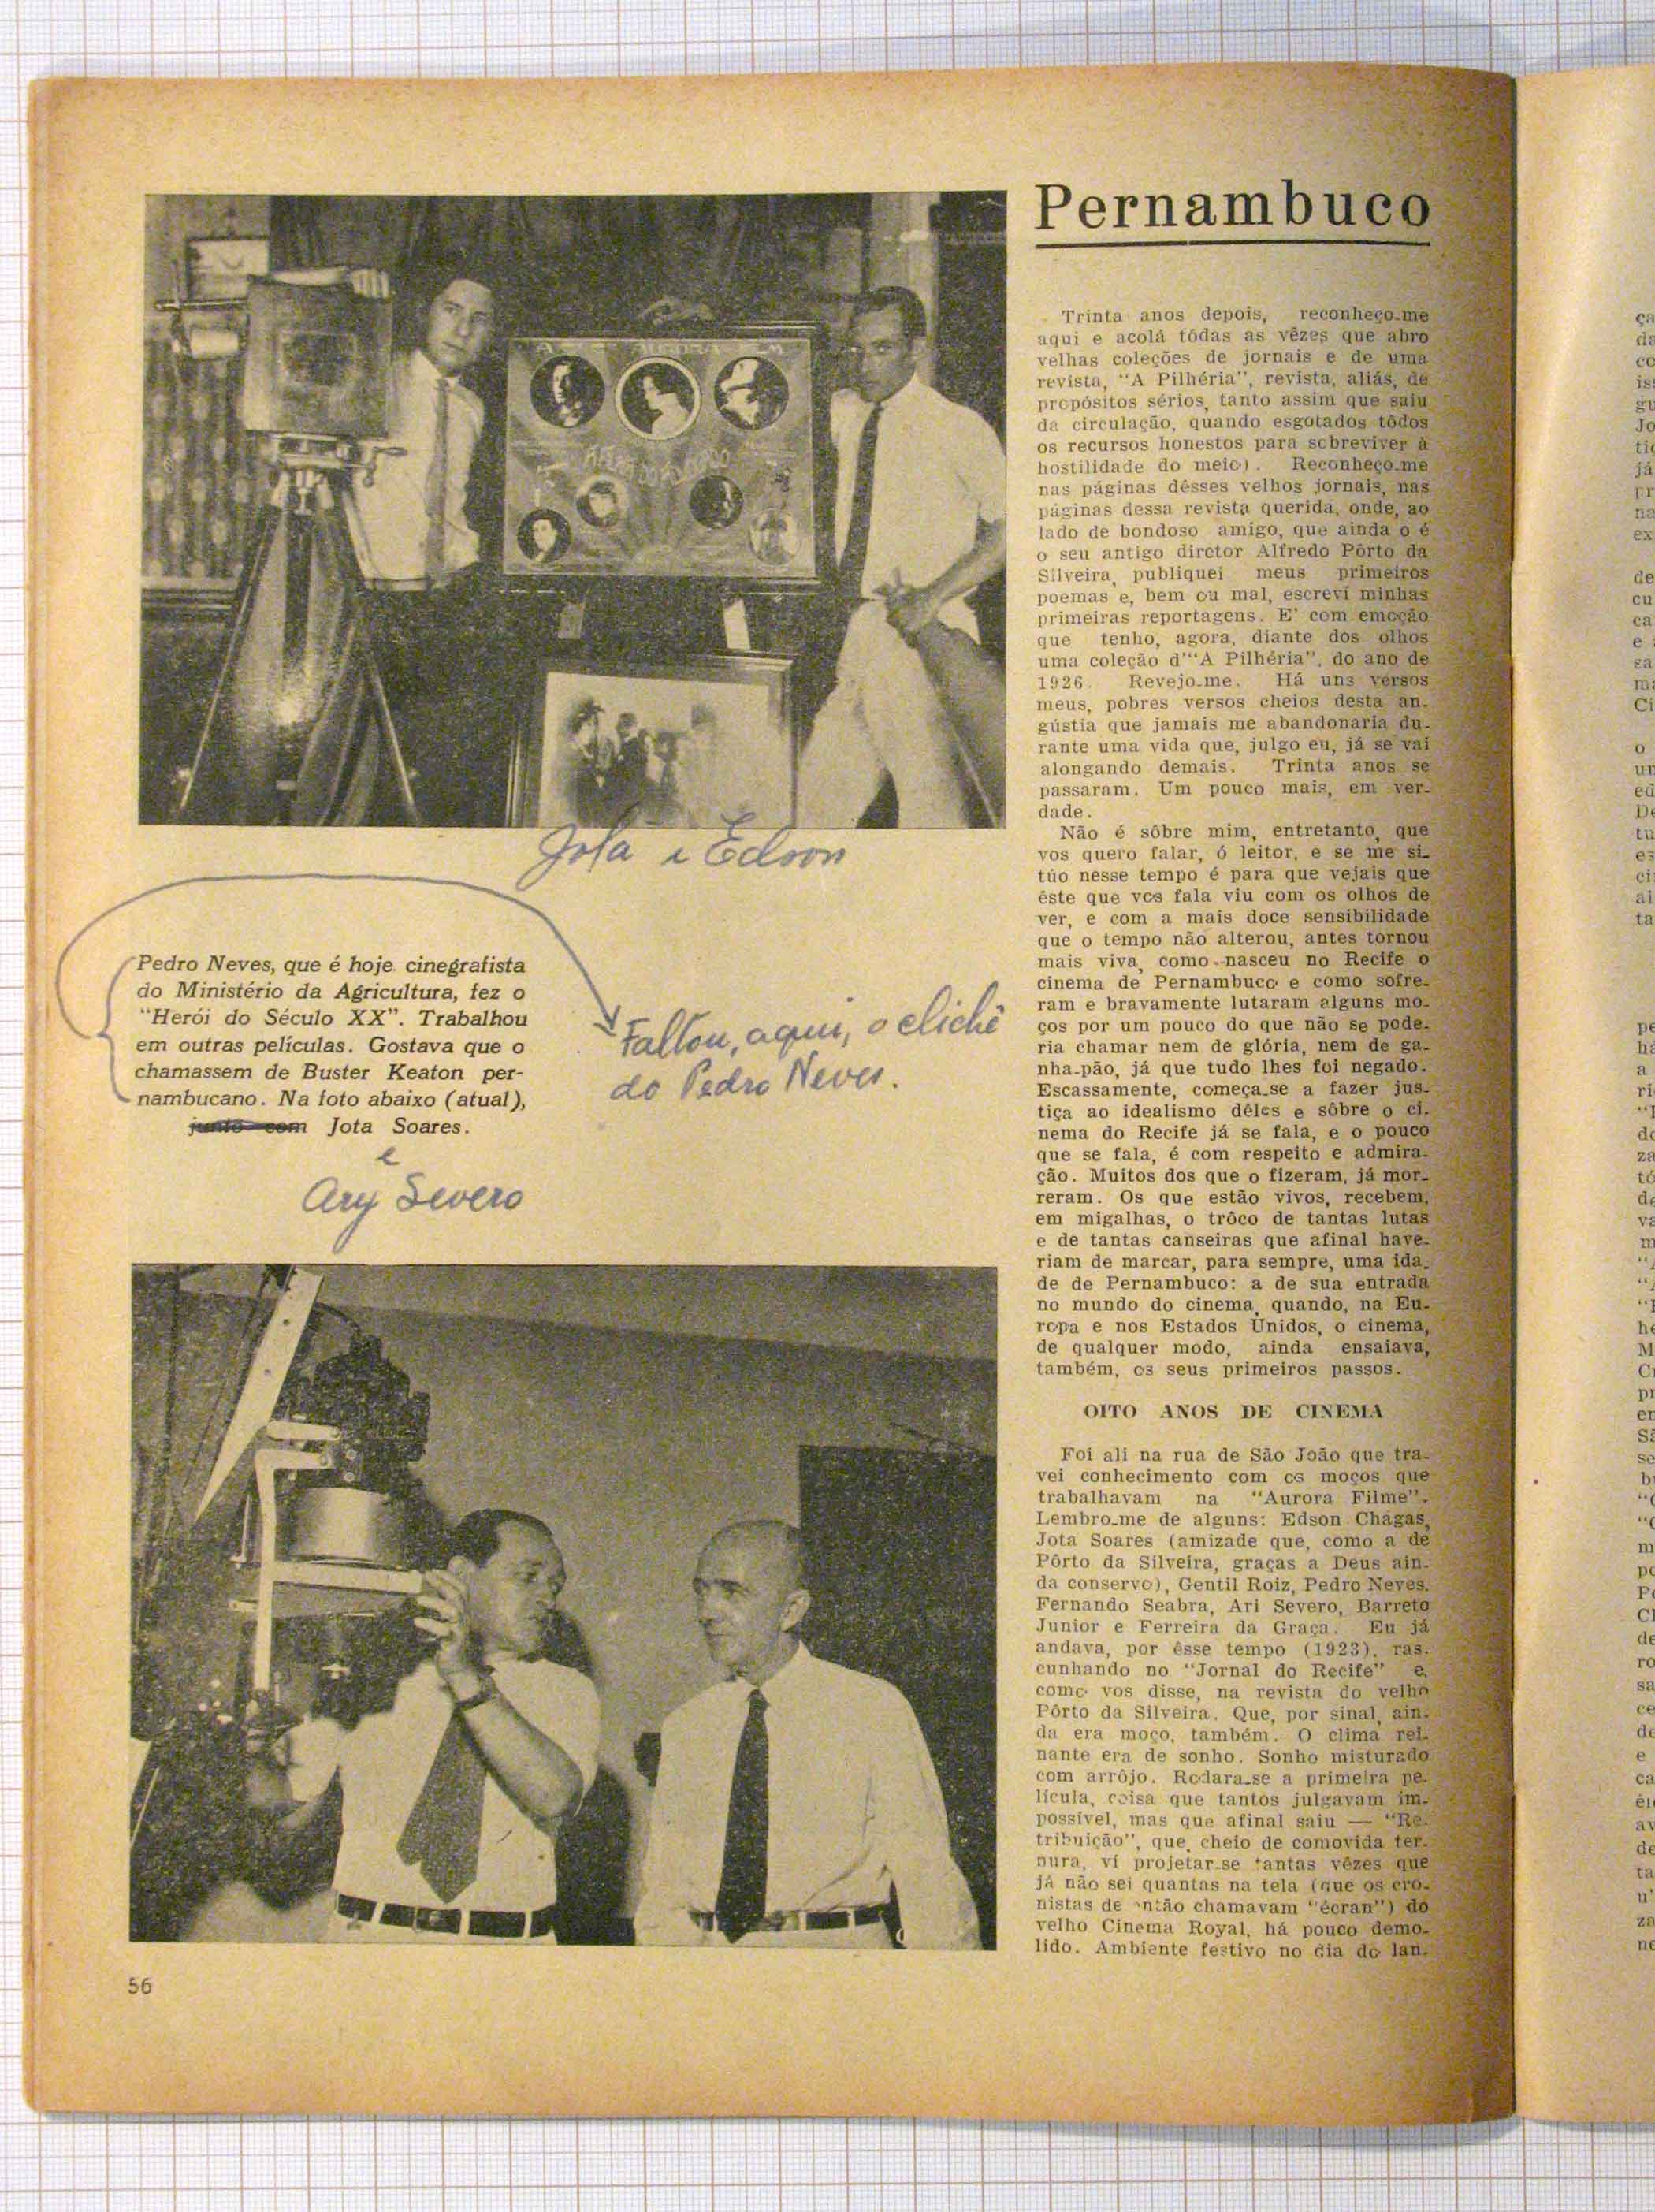 Pernambuco
Jota e Edson
Pedro Neves, que é hoje cinegrafista
do Ministério da Agricultura, fez o
"Herói do Século XX". Trabalhou
em outras películas. Gostava que o
chamassem de Buster Keaton per-
nambucano. Na foto abaixo (atual),
junto com Jota Soares.
e
Ary Severo
Faltou, aqui, o clichê
do Pedro Neves.
56
Trinta anos depois, reconheço-me
aqui e acolá tôdas as vêzes que abro
velhas coleções de jornais e de uma
revista, "A Pilhéria", revista, aliás, de
propósitos sérios, tanto assim que saiu
da circulação, quando esgotados tôdos
os recursos honestos para sobreviver à
hostilidade do meio). Reconheço-me
nas páginas dêsses velhos jornais, nas
páginas dessa revista querida, onde, ao
lado de bondoso amigo, que ainda o é
o seu antigo diretor Alfredo Pôrto da
Silveira, publiquei meus primeiros
poemas e, bem ou mal, escreví minhas
primeiras reportagens. E' com emoção
que tenho, agora, diante dos olhos
uma coleção d'"A Pilhéria", do ano de
1926. Revejo-me. Há uns versos
meus, pobres versos cheios desta an-
gústia que jamais me abandonaria du-
rante uma vida que, julgo eu, já se vai
alongando demais. Trinta anos se
passaram. Um pouco mais, em ver-
dade.
Não é sôbre mim, entretanto, que
vos quero falar, ó leitor, e se me si-
túo nesse tempo é para que vejais que
êste que vos fala viu com os olhos de
ver, e com a mais doce sensibilidade
que o tempo não alterou, antes tornou
mais viva, como nasceu no Recife o
cinema de Pernambuco e como sofre-
ram e bravamente lutaram alguns mo-
ços por um pouco do que não se pode-
ria chamar nem de glória, nem de ga-
nha-pão, já que tudo lhes foi negado.
Escassamente, começa-se a fazer jus-
tiça ao idealismo dêles e sôbre o ci-
nema do Recife já se fala, e o pouco
que se fala, é com respeito e admira-
ção. Muitos dos que o fizeram, já mor-
reram. Os que estão vivos, recebem,
em migalhas, o trôco de tantas lutas
e de tantas canseiras que afinal have-
riam de marcar, para sempre, uma ida-
de de Pernambuco: a de sua entrada
no mundo do cinema, quando, na Eu-
ropa e nos Estados Unidos, o cinema,
de qualquer modo, ainda ensaiava,
também, os seus primeiros passos.
OITO ANOS DE CINEMA
Foi ali na rua de São João que tra-
vei conhecimento com os moços que
trabalhavam na "Aurora Filme".
Lembro-me de alguns: Edson Chagas,
Jota Soares (amizade que, como a de
Pôrto da Silveira, graças a Deus ain-
da conservo), Gentil Roiz, Pedro Neves,
Fernando Seabra, Ari Severo, Barreto
Junior e Ferreira da Graça. Eu já
andava, por êsse tempo (1923), ras-
cunhando no "Jornal do Recife" e,
como vos disse, na revista do velho
Pôrto da Silveira. Que, por sinal, ain-
da era moço, também. O clima rei-
nante era de sonho. Sonho misturado
com arrôjo. Rodara-se a primeira pe-
lícula, coisa que tantos julgavam im-
possível, mas que afinal saiu — "Re-
tribuição", que, cheio de comovida ter-
nura, ví projetar-se tantas vêzes que
já não sei quantas na tela (que os cro-
nistas de então chamavam "écran") do
velho Cinema Royal, há pouco demo-
lido. Ambiente festivo no dia do lan-